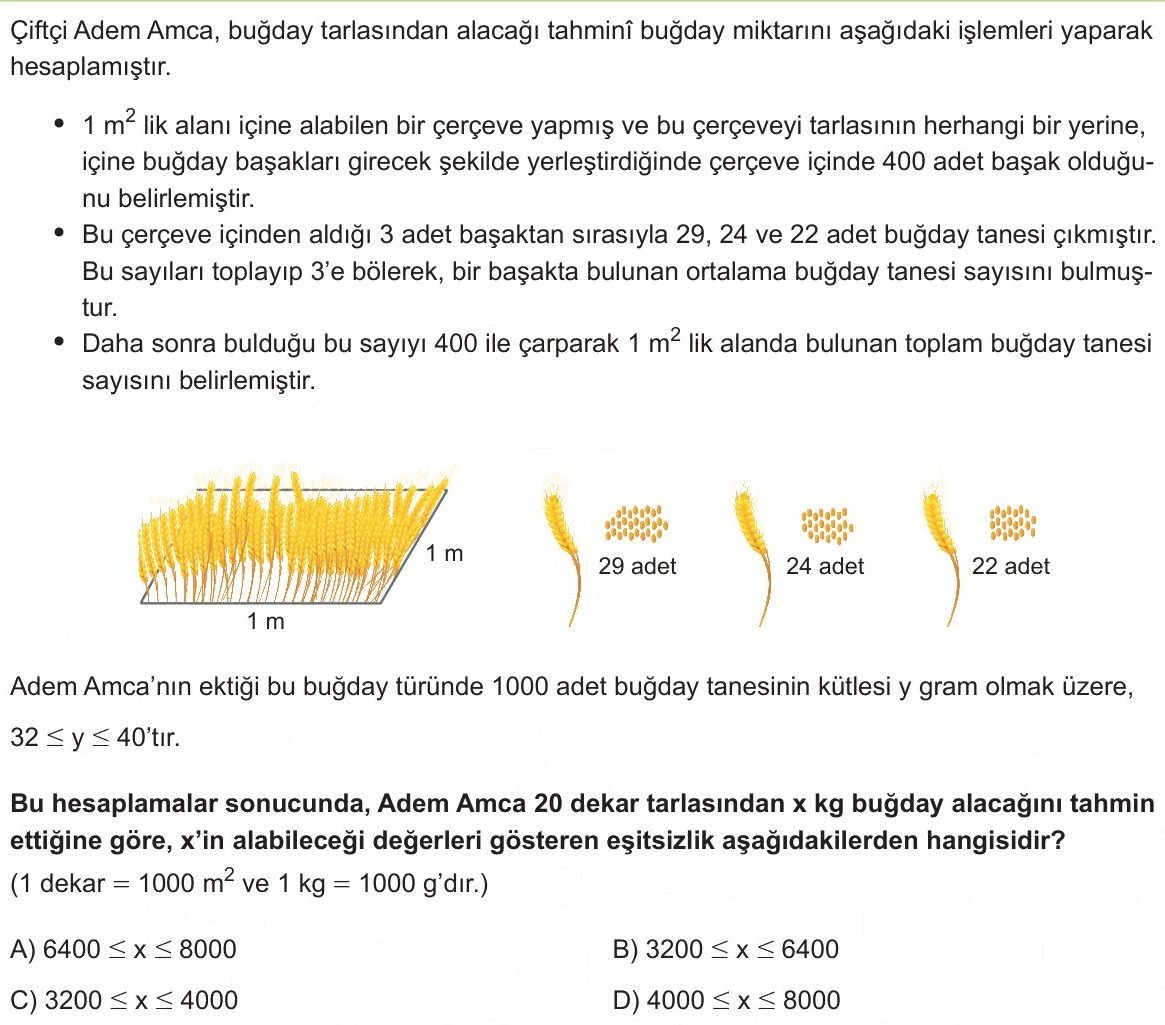 Çiftçi Adem Amca, buğday tarlasından alacağı tahminî buğday miktarını aşağıdaki işlemleri yaparak
hesaplamıştır.
• 1 m² lik alanı içine alabilen bir çerçeve yapmış ve bu çerçeveyi tarlasının herhangi bir yerine,
içine buğday başakları girecek şekilde yerleştirdiğinde çerçeve içinde 400 adet başak olduğu-
nu belirlemiştir.
• Bu çerçeve içinden aldığı 3 adet başaktan sırasıyla 29, 24 ve 22 adet buğday tanesi çıkmıştır.
Bu sayıları toplayıp 3'e bölerek, bir başakta bulunan ortalama buğday tanesi sayısını bulmuş-
tur.
• Daha sonra bulduğu bu sayıyı 400 ile çarparak 1 m² lik alanda bulunan toplam buğday tanesi
sayısını belirlemiştir.
1 m
29 adet 24 adet 22 adet
1 m
Adem Amca'nın ektiği bu buğday türünde 1000 adet buğday tanesinin kütlesi y gram olmak üzere,
32 ≤ y ≤ 40'tır.
Bu hesaplamalar sonucunda, Adem Amca 20 dekar tarlasından x kg buğday alacağını tahmin
ettiğine göre, x'in alabileceği değerleri gösteren eşitsizlik aşağıdakilerden hangisidir?
(1 dekar = 1000 m² ve 1 kg = 1000 g'dır.)
A) 6400 ≤ x ≤ 8000 B) 3200 ≤ x ≤ 6400
C) 3200 ≤ x ≤ 4000 D) 4000 ≤ x ≤ 8000